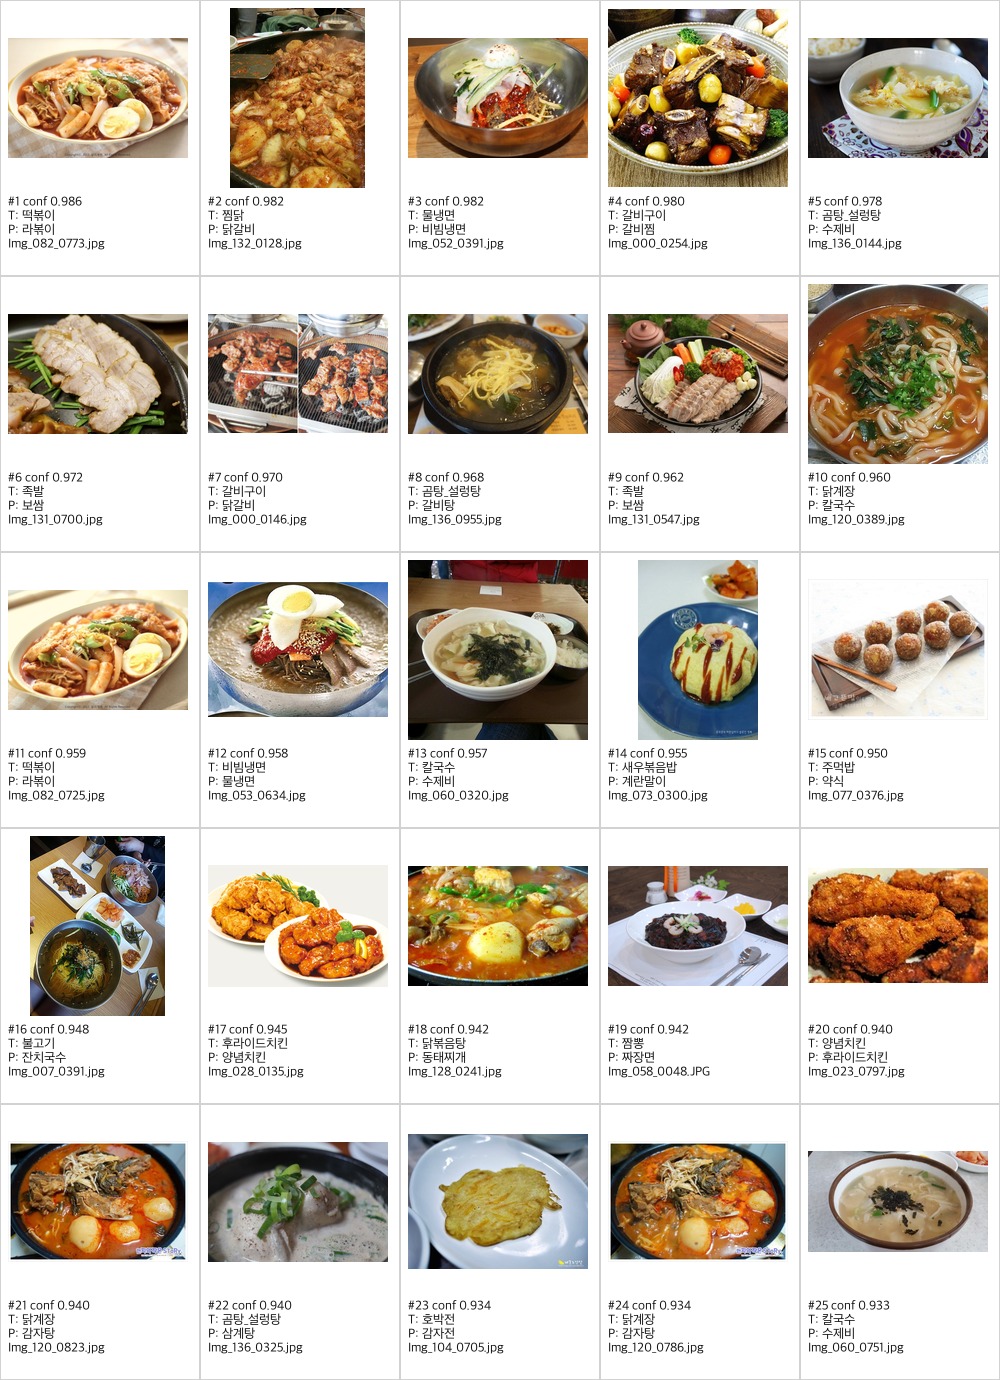 #1 conf 0.986
T: 떡볶이
P: 라볶이
Img_082_0773.jpg
#2 conf 0.982
T: 찜닭
P: 닭갈비
Img_132_0128.jpg
#3 conf 0.982
T: 물냉면
P: 비빔냉면
Img_052_0391.jpg
#4 conf 0.980
T: 갈비구이
P: 갈비찜
Img_000_0254.jpg
#5 conf 0.978
T: 곰탕_설렁탕
P: 수제비
Img_136_0144.jpg
#6 conf 0.972
T: 족발
P: 보쌈
Img_131_0700.jpg
#7 conf 0.970
T: 갈비구이
P: 닭갈비
Img_000_0146.jpg
#8 conf 0.968
T: 곰탕_설렁탕
P: 갈비탕
Img_136_0955.jpg
#9 conf 0.962
T: 족발
P: 보쌈
Img_131_0547.jpg
#10 conf 0.960
T: 닭계장
P: 칼국수
Img_120_0389.jpg
#11 conf 0.959
T: 떡볶이
P: 라볶이
Img_082_0725.jpg
#12 conf 0.958
T: 비빔냉면
P: 물냉면
Img_053_0634.jpg
#13 conf 0.957
T: 칼국수
P: 수제비
Img_060_0320.jpg
#14 conf 0.955
T: 새우볶음밥
P: 계란말이
Img_073_0300.jpg
#15 conf 0.950
T: 주먹밥
P: 약식
Img_077_0376.jpg
#16 conf 0.948
T: 불고기
P: 잔치국수
Img_007_0391.jpg
#17 conf 0.945
T: 후라이드치킨
P: 양념치킨
Img_028_0135.jpg
#18 conf 0.942
T: 닭볶음탕
P: 동태찌개
Img_128_0241.jpg
#19 conf 0.942
T: 짬뽕
P: 짜장면
Img_058_0048.JPG
#20 conf 0.940
T: 양념치킨
P: 후라이드치킨
Img_023_0797.jpg
#21 conf 0.940
T: 닭계장
P: 감자탕
Img_120_0823.jpg
#22 conf 0.940
T: 곰탕_설렁탕
P: 삼계탕
Img_136_0325.jpg
#23 conf 0.934
T: 호박전
P: 감자전
Img_104_0705.jpg
#24 conf 0.934
T: 닭계장
P: 감자탕
Img_120_0786.jpg
#25 conf 0.933
T: 칼국수
P: 수제비
Img_060_0751.jpg